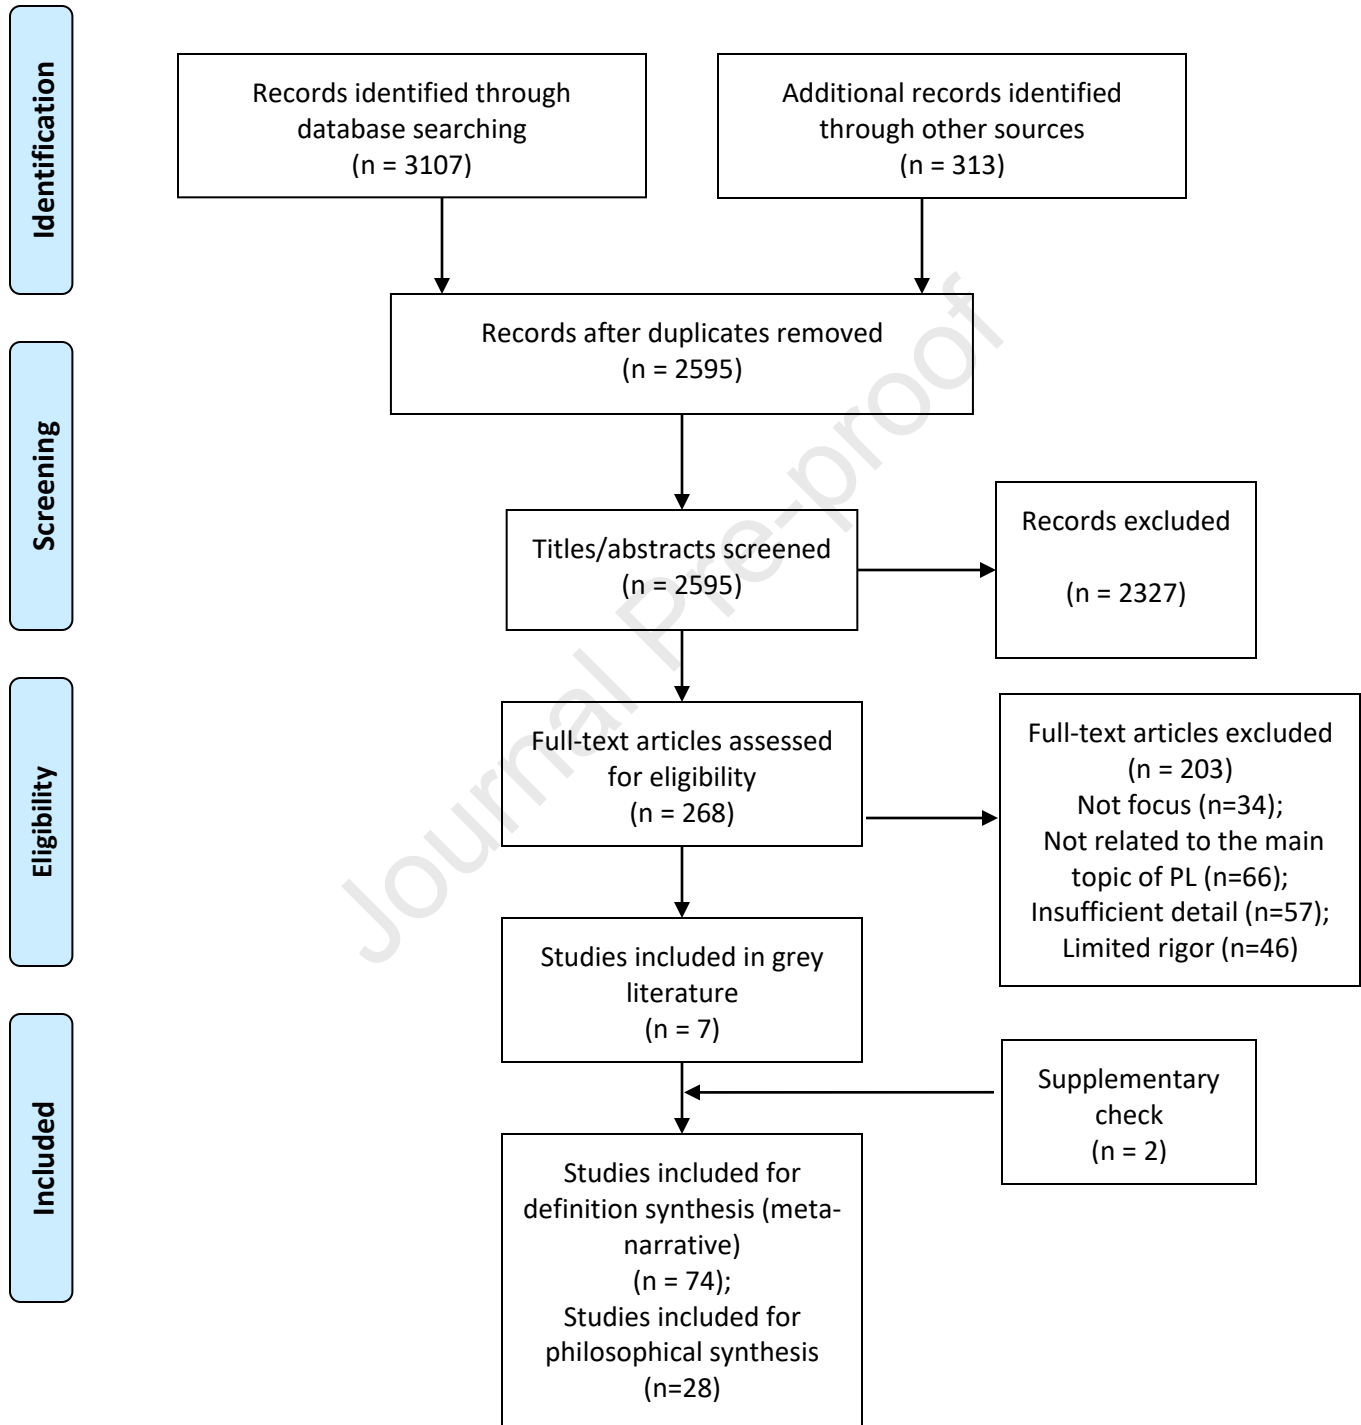 Identification
Records identified through
database searching
(n = 3107)
Additional records identified
through other sources
(n = 313)
Records after duplicates removed
(n = 2595)
Screening
Titles/abstracts screened
(n = 2595)
Records excluded
(n = 2327)
Eligibility
Full-text articles assessed
for eligibility
(n = 268)
Full-text articles excluded
(n = 203)
Not focus (n=34);
Not related to the main
topic of PL (n=66);
Insufficient detail (n=57);
Limited rigor (n=46)
Studies included in grey
literature
(n = 7)
Included
Supplementary
check
(n = 2)
Studies included for
definition synthesis (meta-
narrative)
(n = 74);
Studies included for
philosophical synthesis
(n=28)
Journal Pre-proof